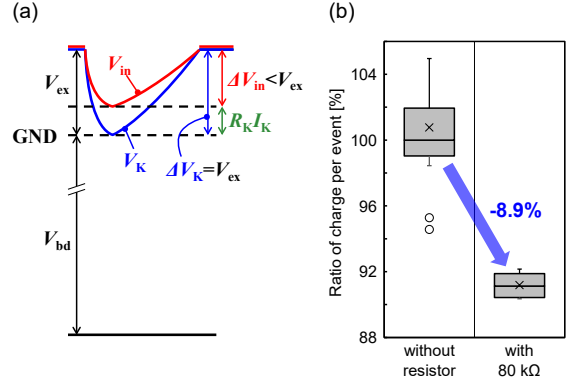 (a)
V_ex
V_in
ΔV_in<V_ex
R_K I_K
GND
V_K
ΔV_K=V_ex
V_bd
(b)
Ratio of charge per event [%]
104
100
96
92
88
-8.9%
without
resistor
with
80 kΩ